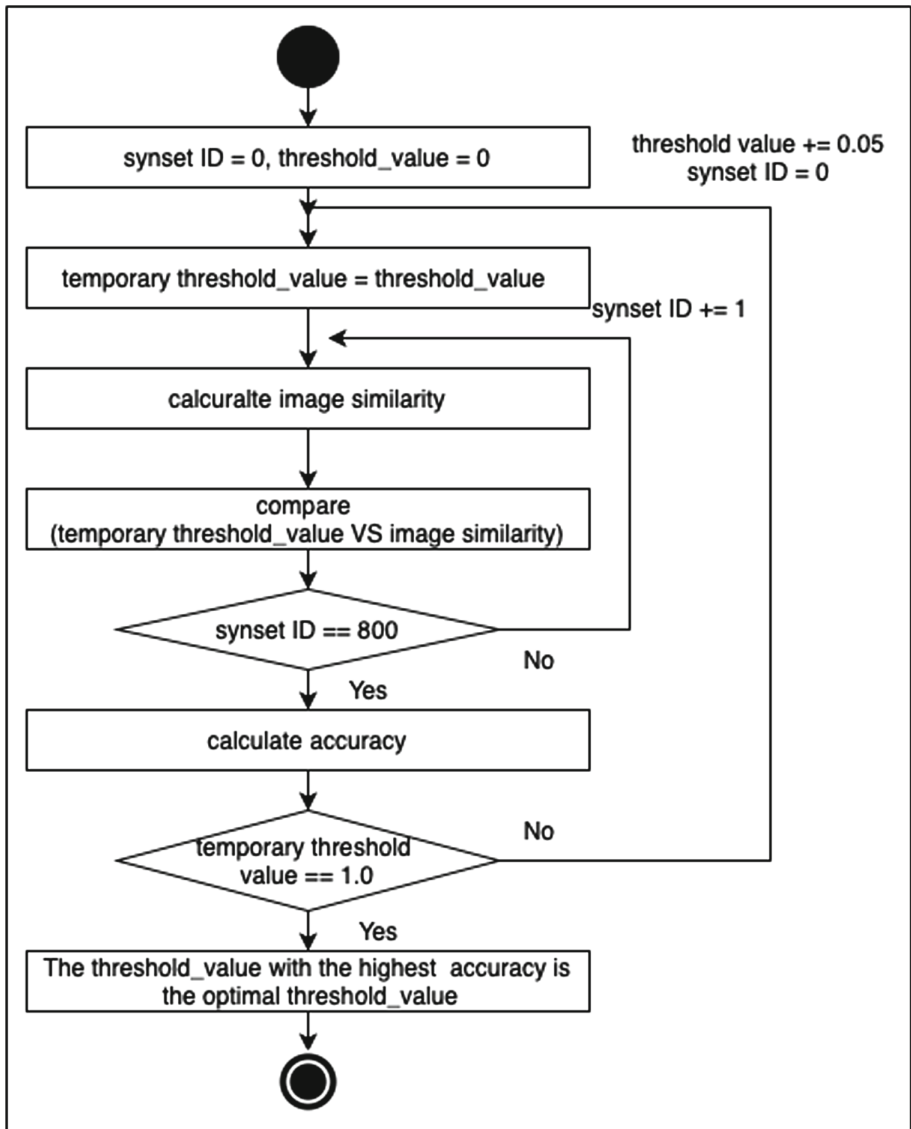 synset ID = 0, threshold_value = 0
threshold value += 0.05
synset ID = 0
temporary threshold_value = threshold_value
synset ID += 1
calcuralte image similarity
compare
(temporary threshold_value VS image similarity)
synset ID == 800
No
Yes
calculate accuracy
temporary threshold
value == 1.0
No
Yes
The threshold_value with the highest accuracy is
the optimal threshold_value